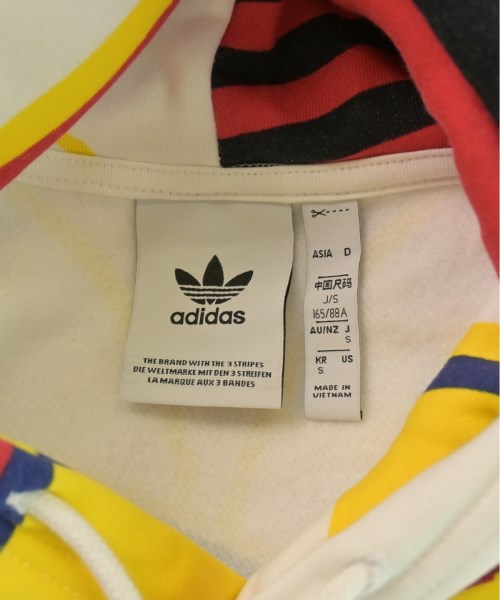 adidas
THE BRAND WITH THE 3 STRIPES
DIE WELTMARKE MIT DEN 3 STREIFEN
LA MARQUE AUX 3 BANDES
ASIA D
中国尺码
J/S
165/88A
AU/NZ J
S
KR US
S
MADE IN
VIETNAM